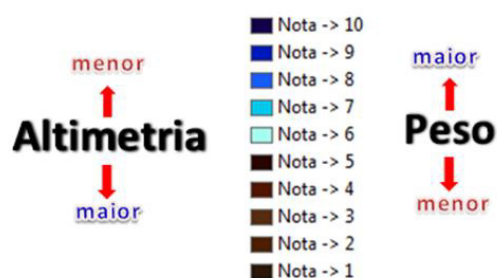 menor
Altimetria
maior
Nota -> 10
Nota -> 9
Nota -> 8
Nota -> 7
Nota -> 6
Nota -> 5
Nota -> 4
Nota -> 3
Nota -> 2
Nota -> 1
maior
Peso
menor